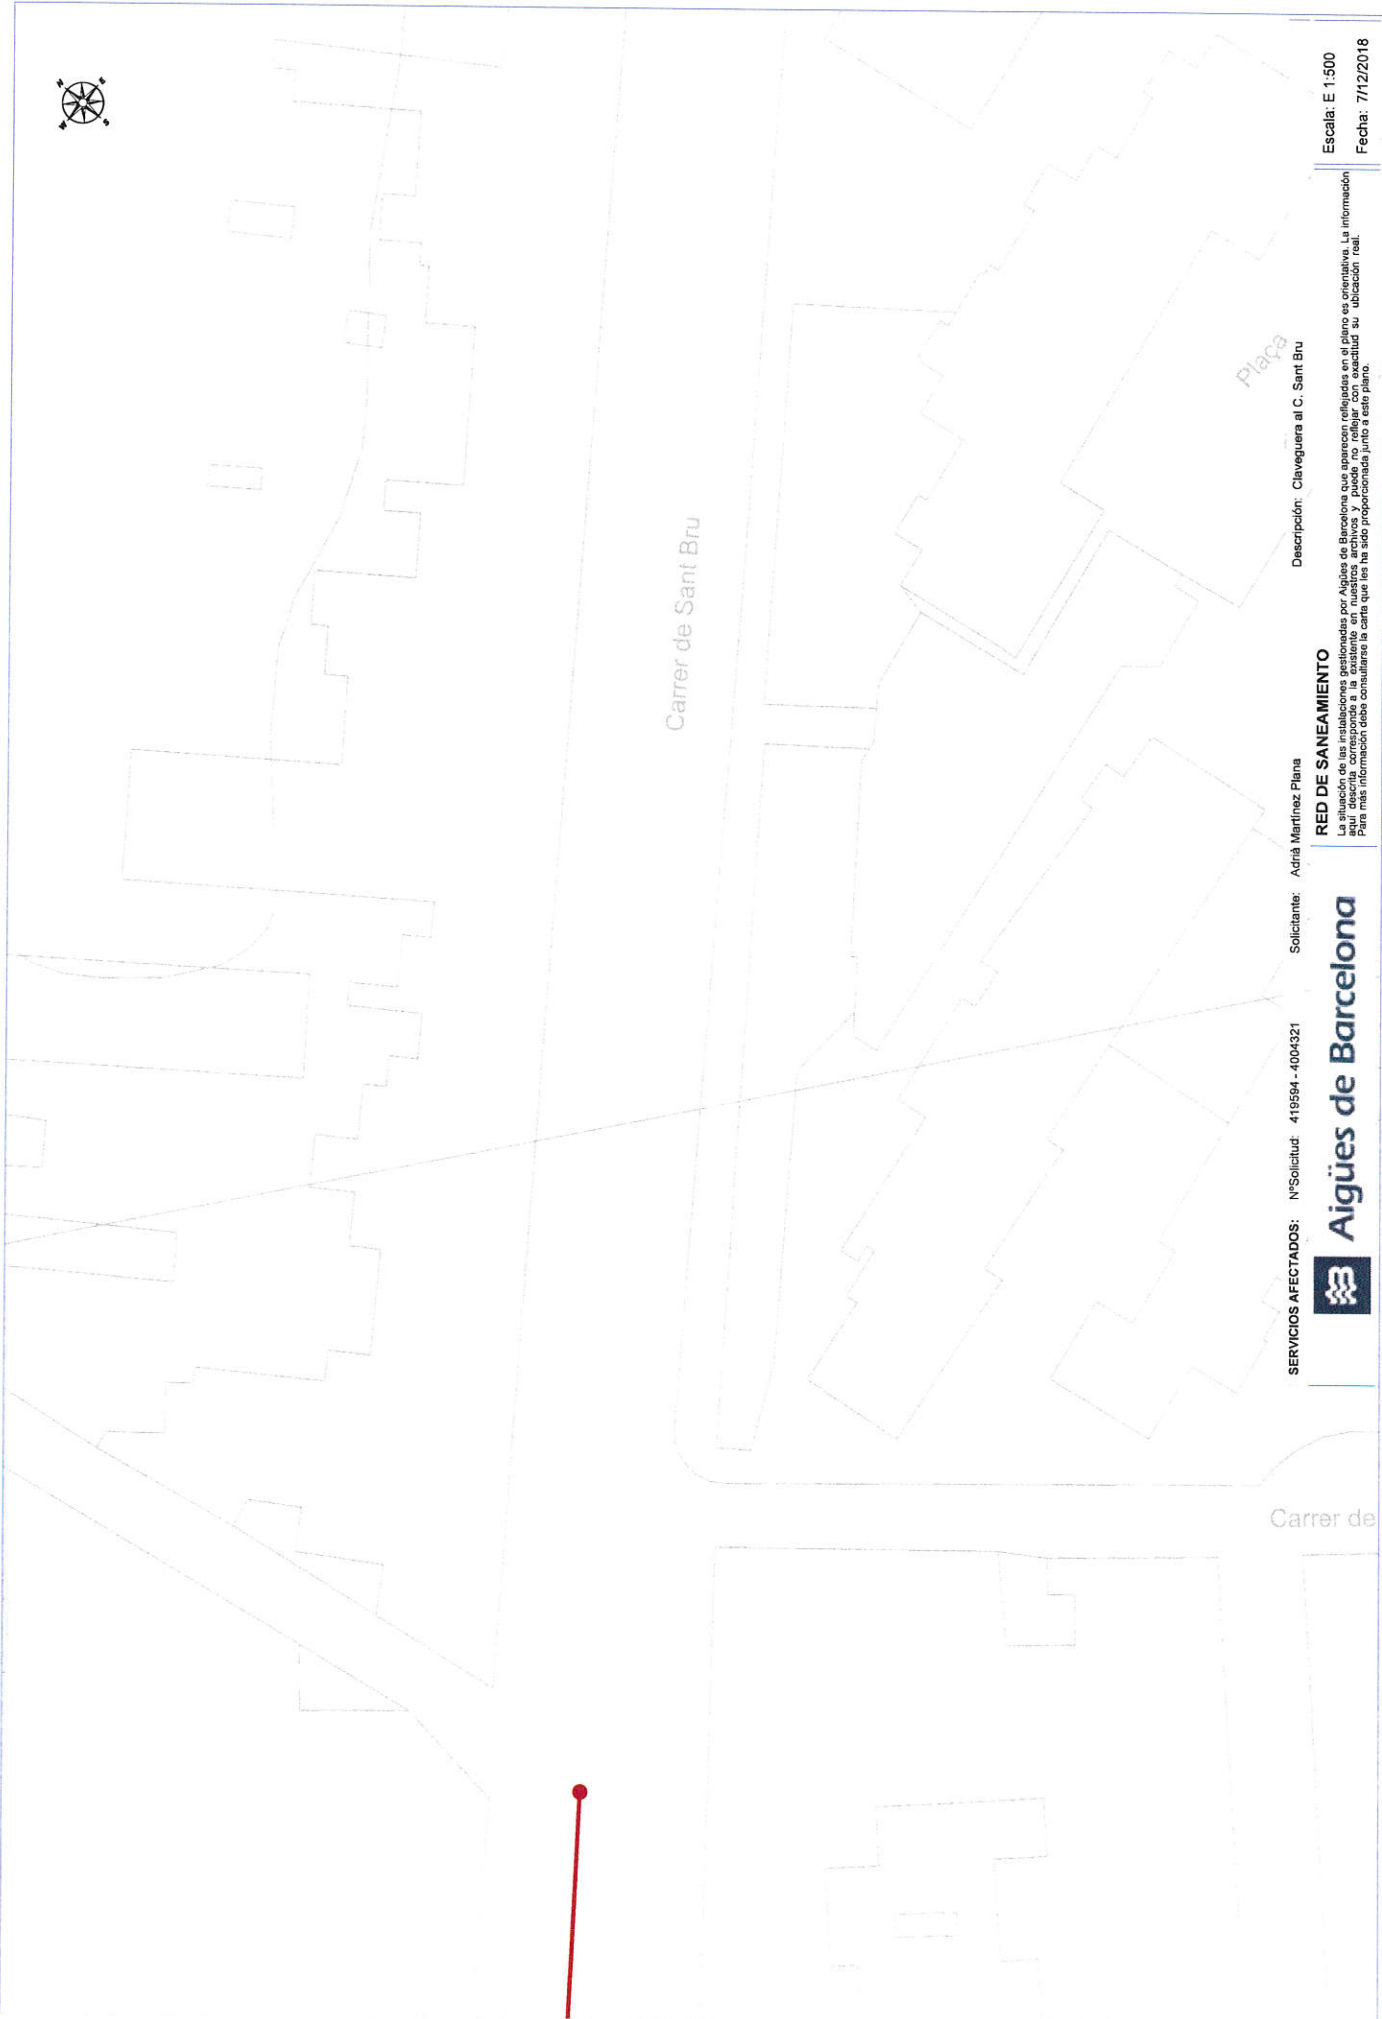 N
E
S
W
Carrer de Sant Bru
Plaça
Carrer de
SERVICIOS AFECTADOS: NºSolicitud: 419594 - 4004321 Solicitante: Adrià Martínez Plana Descripción: Claveguera al C. Sant Bru
Aigües de Barcelona
RED DE SANEAMIENTO
La situación de las instalaciones gestionadas por Aigües de Barcelona que aparecen reflejadas en el plano es orientativa. La información
aquí descrita corresponde a la existente en nuestros archivos y puede no reflejar con exactitud su ubicación real.
Para más información debe consultarse la carta que les ha sido proporcionada junto a este plano.
Escala: E 1:500
Fecha: 7/12/2018